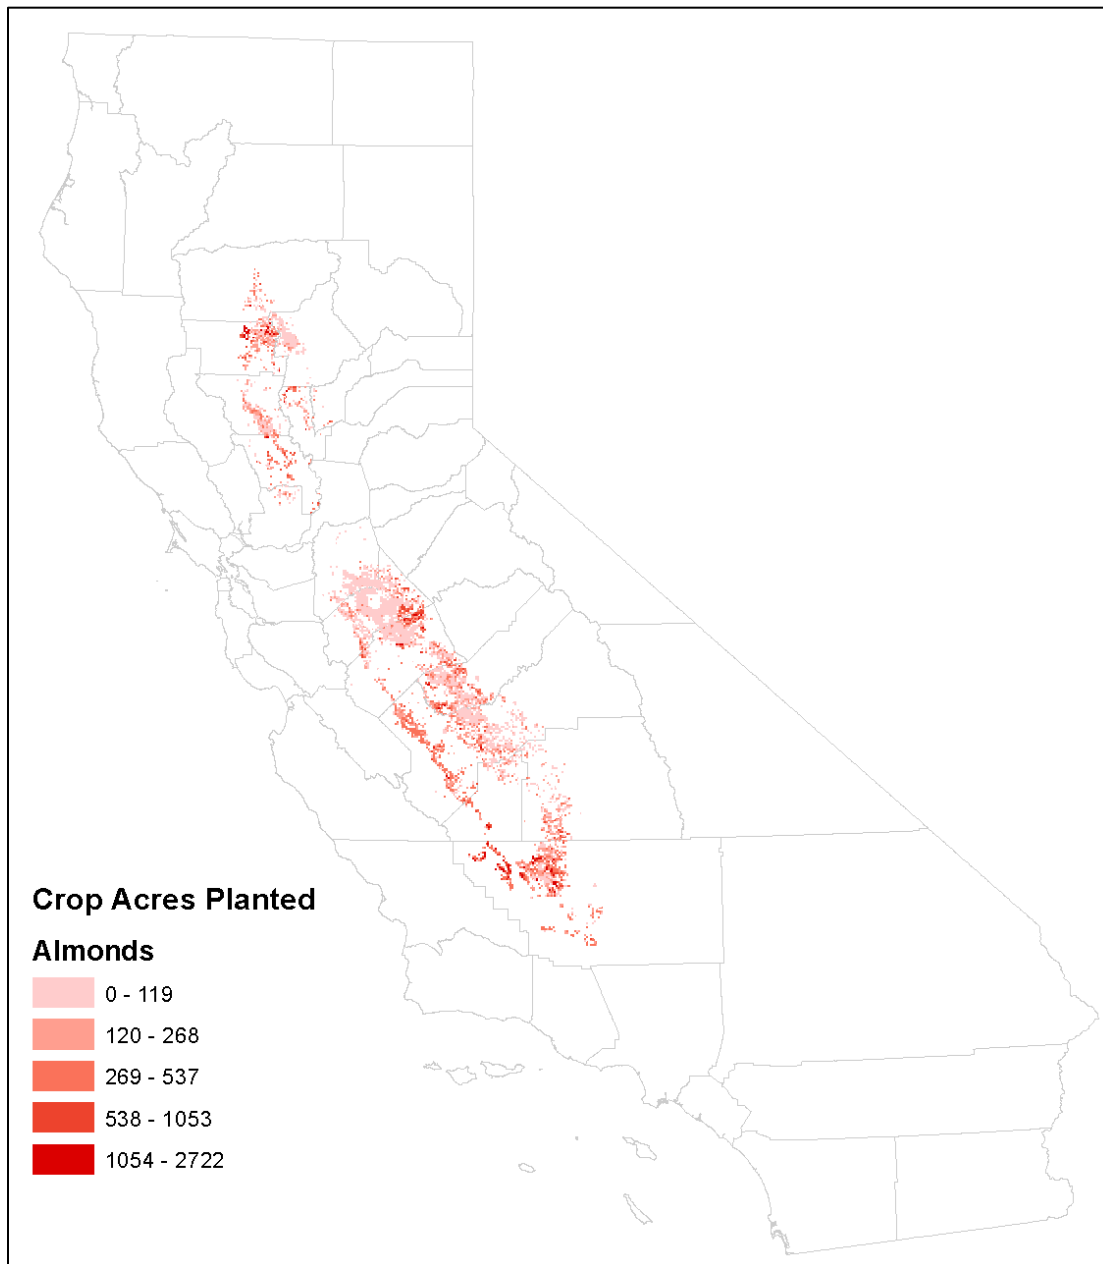 Crop Acres Planted
Almonds
0 - 119
120 - 268
269 - 537
538 - 1053
1054 - 2722